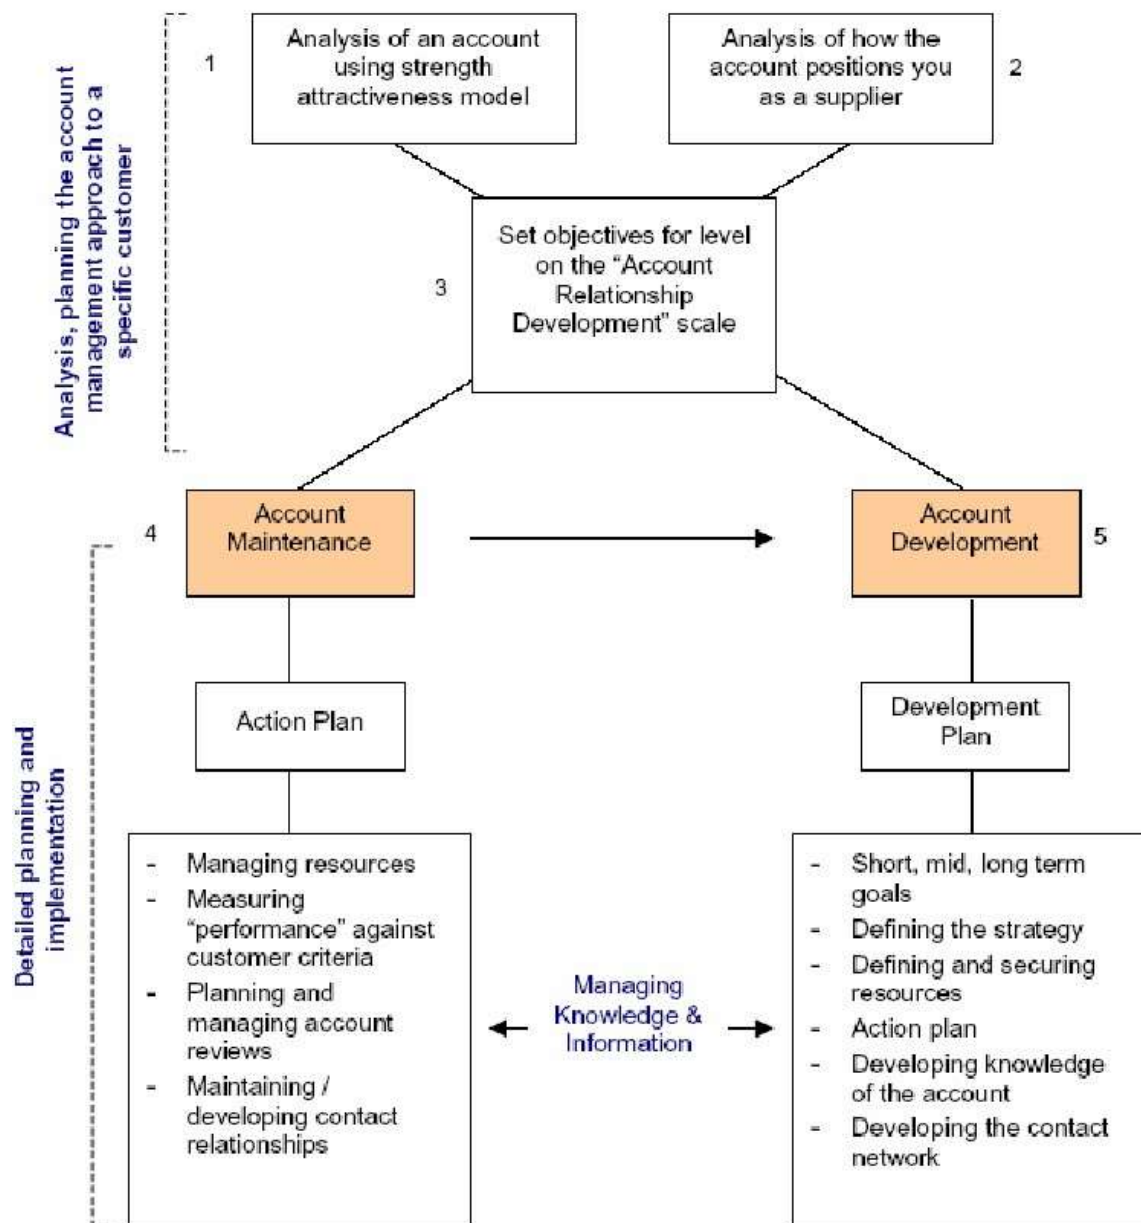 Analysis, planning the account
management approach to a
specific customer
1
Analysis of an account
using strength
attractiveness model
Analysis of how the
account positions you
as a supplier
2
3
Set objectives for level
on the “Account
Relationship
Development” scale
4
Account
Maintenance
Account
Development
5
Detailed planning and
implementation
Action Plan
Development
Plan
- Managing resources
- Measuring
“performance” against
customer criteria
- Planning and
managing account
reviews
- Maintaining /
developing contact
relationships
Managing
Knowledge &
Information
- Short, mid, long term
goals
- Defining the strategy
- Defining and securing
resources
- Action plan
- Developing knowledge
of the account
- Developing the contact
network